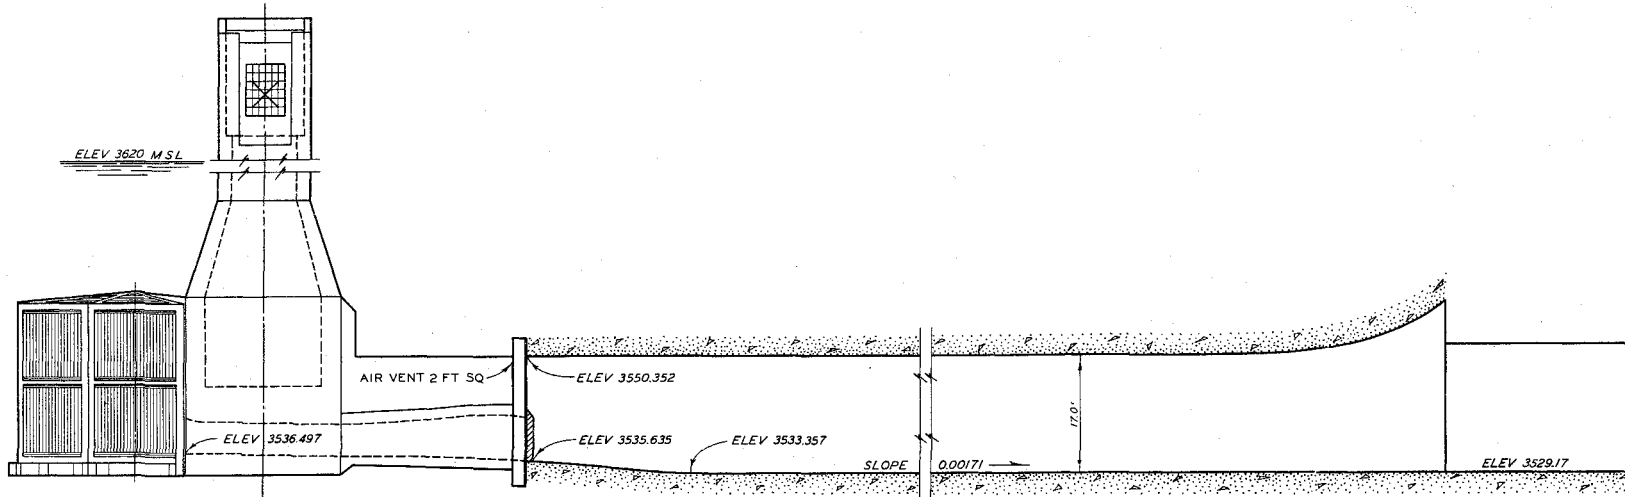 ELEV 3620 MSL
AIR VENT 2 FT SQ
ELEV 3550.352
17.0'
ELEV 3536.497
ELEV 3535.635
ELEV 3533.357
SLOPE 0.00171
ELEV 3529.17